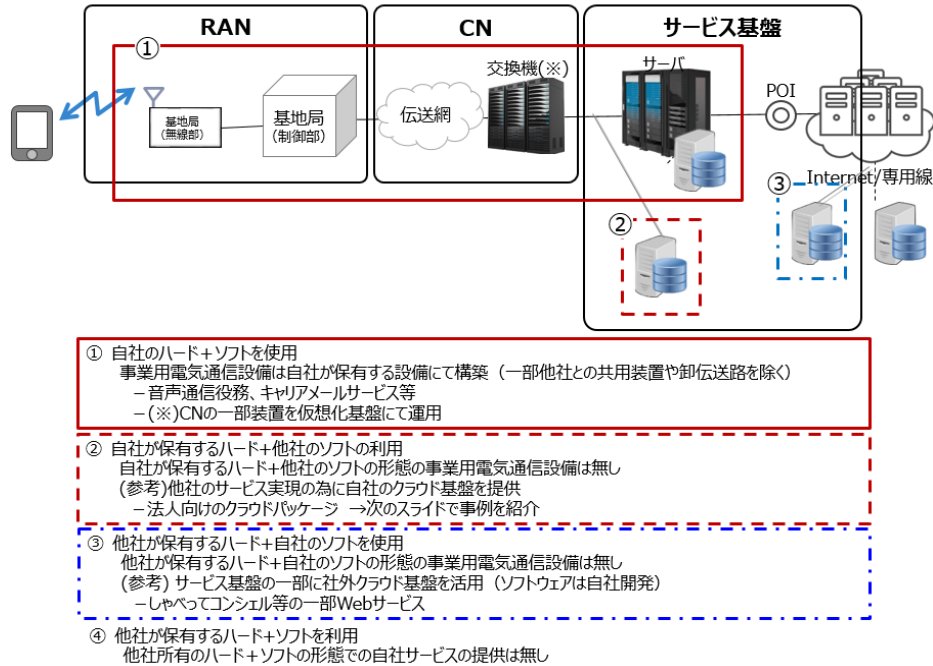 RAN
CN
サービス基盤
①
基地局
(無線部)
基地局
(制御部)
伝送網
交換機(※)
サーバ
POI
Internet/専用線
②
③
① 自社のハード+ソフトを使用
事業用電気通信設備は自社が保有する設備にて構築（一部他社との共用装置や卸伝送路を除く）
－音声通信役務、キャリアメールサービス等
－(※)CNの一部装置を仮想化基盤にて運用
② 自社が保有するハード+他社のソフトの利用
自社が保有するハード+他社のソフトの形態の事業用電気通信設備は無し
(参考)他社のサービス実現の為に自社のクラウド基盤を提供
－法人向けのクラウドパッケージ →次のスライドで事例を紹介
③ 他社が保有するハード+自社のソフトを使用
他社が保有するハード+自社のソフトの形態の事業用電気通信設備は無し
(参考) サービス基盤の一部に社外クラウド基盤を活用（ソフトウェアは自社開発）
－しゃべってコンシェル等の一部Webサービス
④ 他社が保有するハード+ソフトを利用
他社所有のハード+ソフトの形態での自社サービスの提供は無し